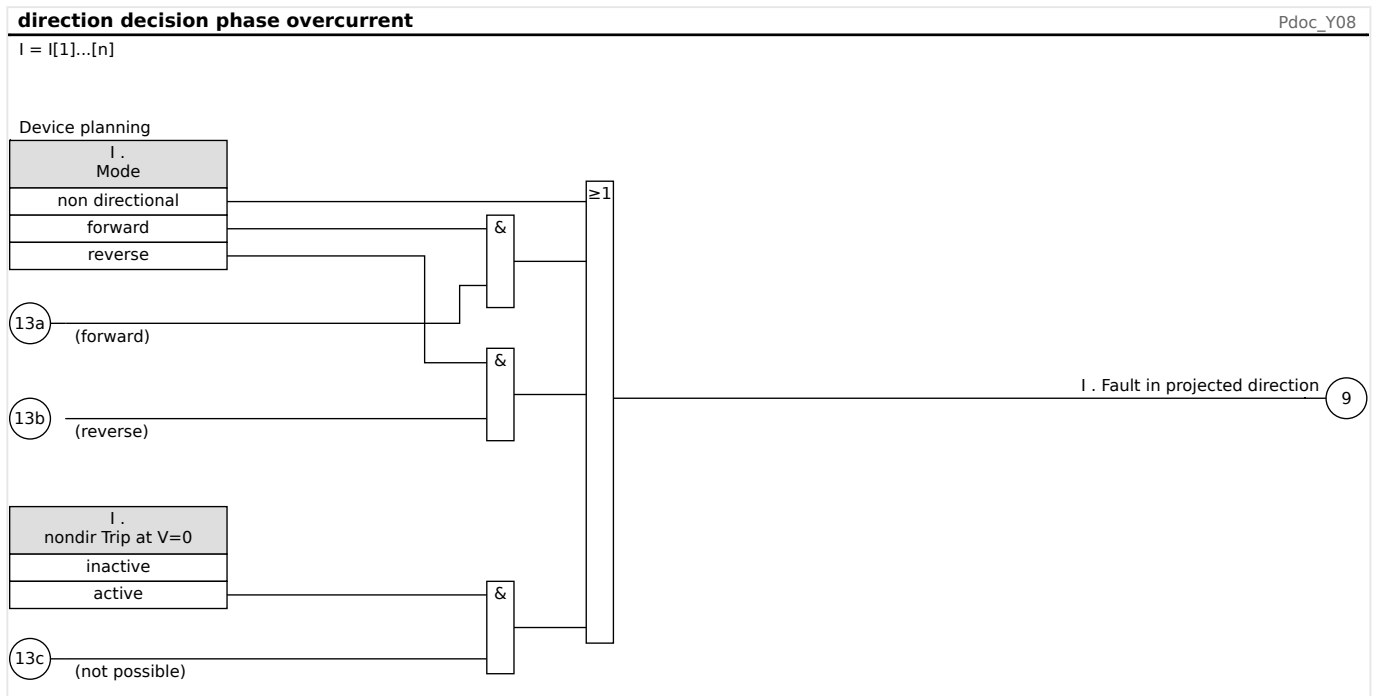 direction decision phase overcurrent
Pdoc_Y08
I = I[1]...[n]
Device planning
I .
Mode
non directional
forward
reverse
≥1
&
13a
(forward)
&
I . Fault in projected direction
9
13b
(reverse)
I .
nondir Trip at V=0
inactive
active
&
13c
(not possible)